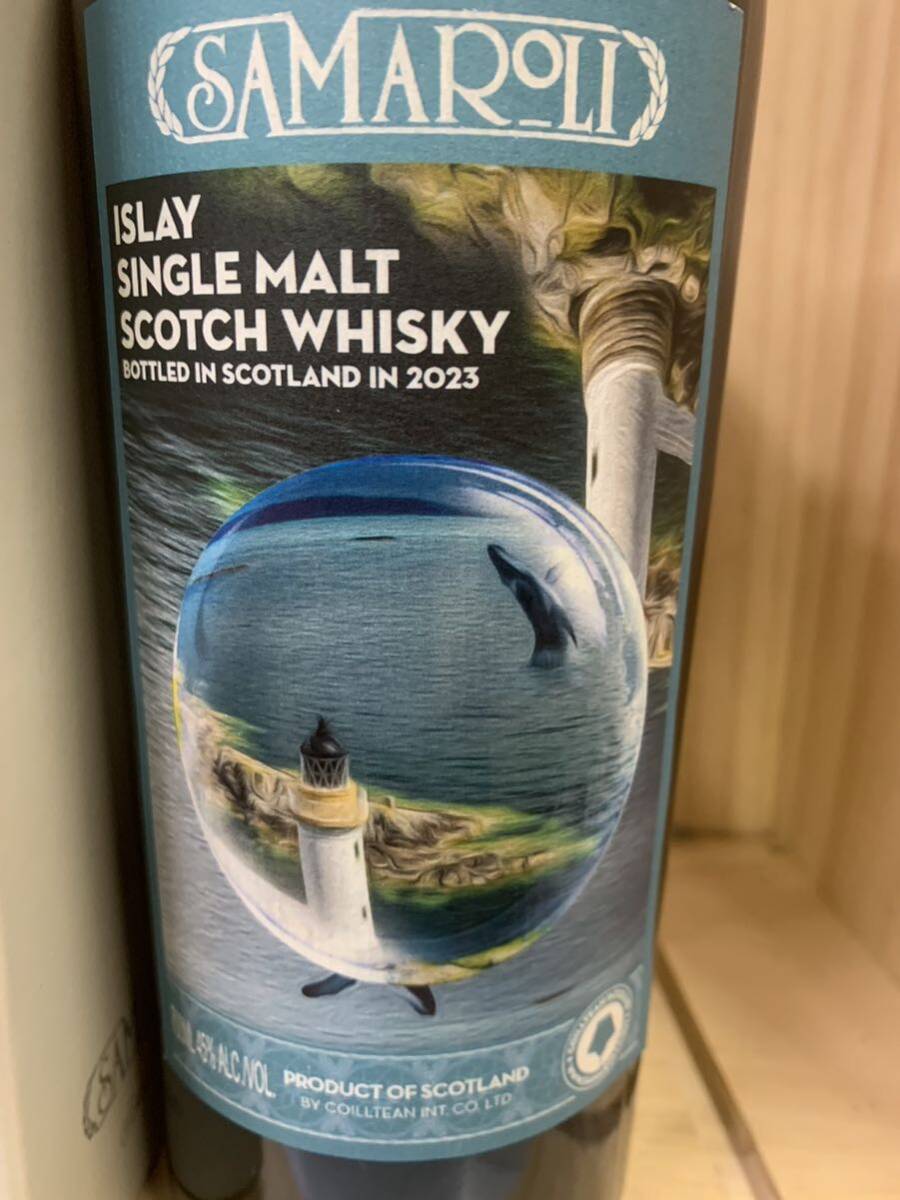 SAMAROLI
ISLAY
SINGLE MALT
SCOTCH WHISKY
BOTTLED IN SCOTLAND IN 2023
45% ALC./VOL.
PRODUCT OF SCOTLAND
BY COILLTEAN INT. CO. LTD
SAM